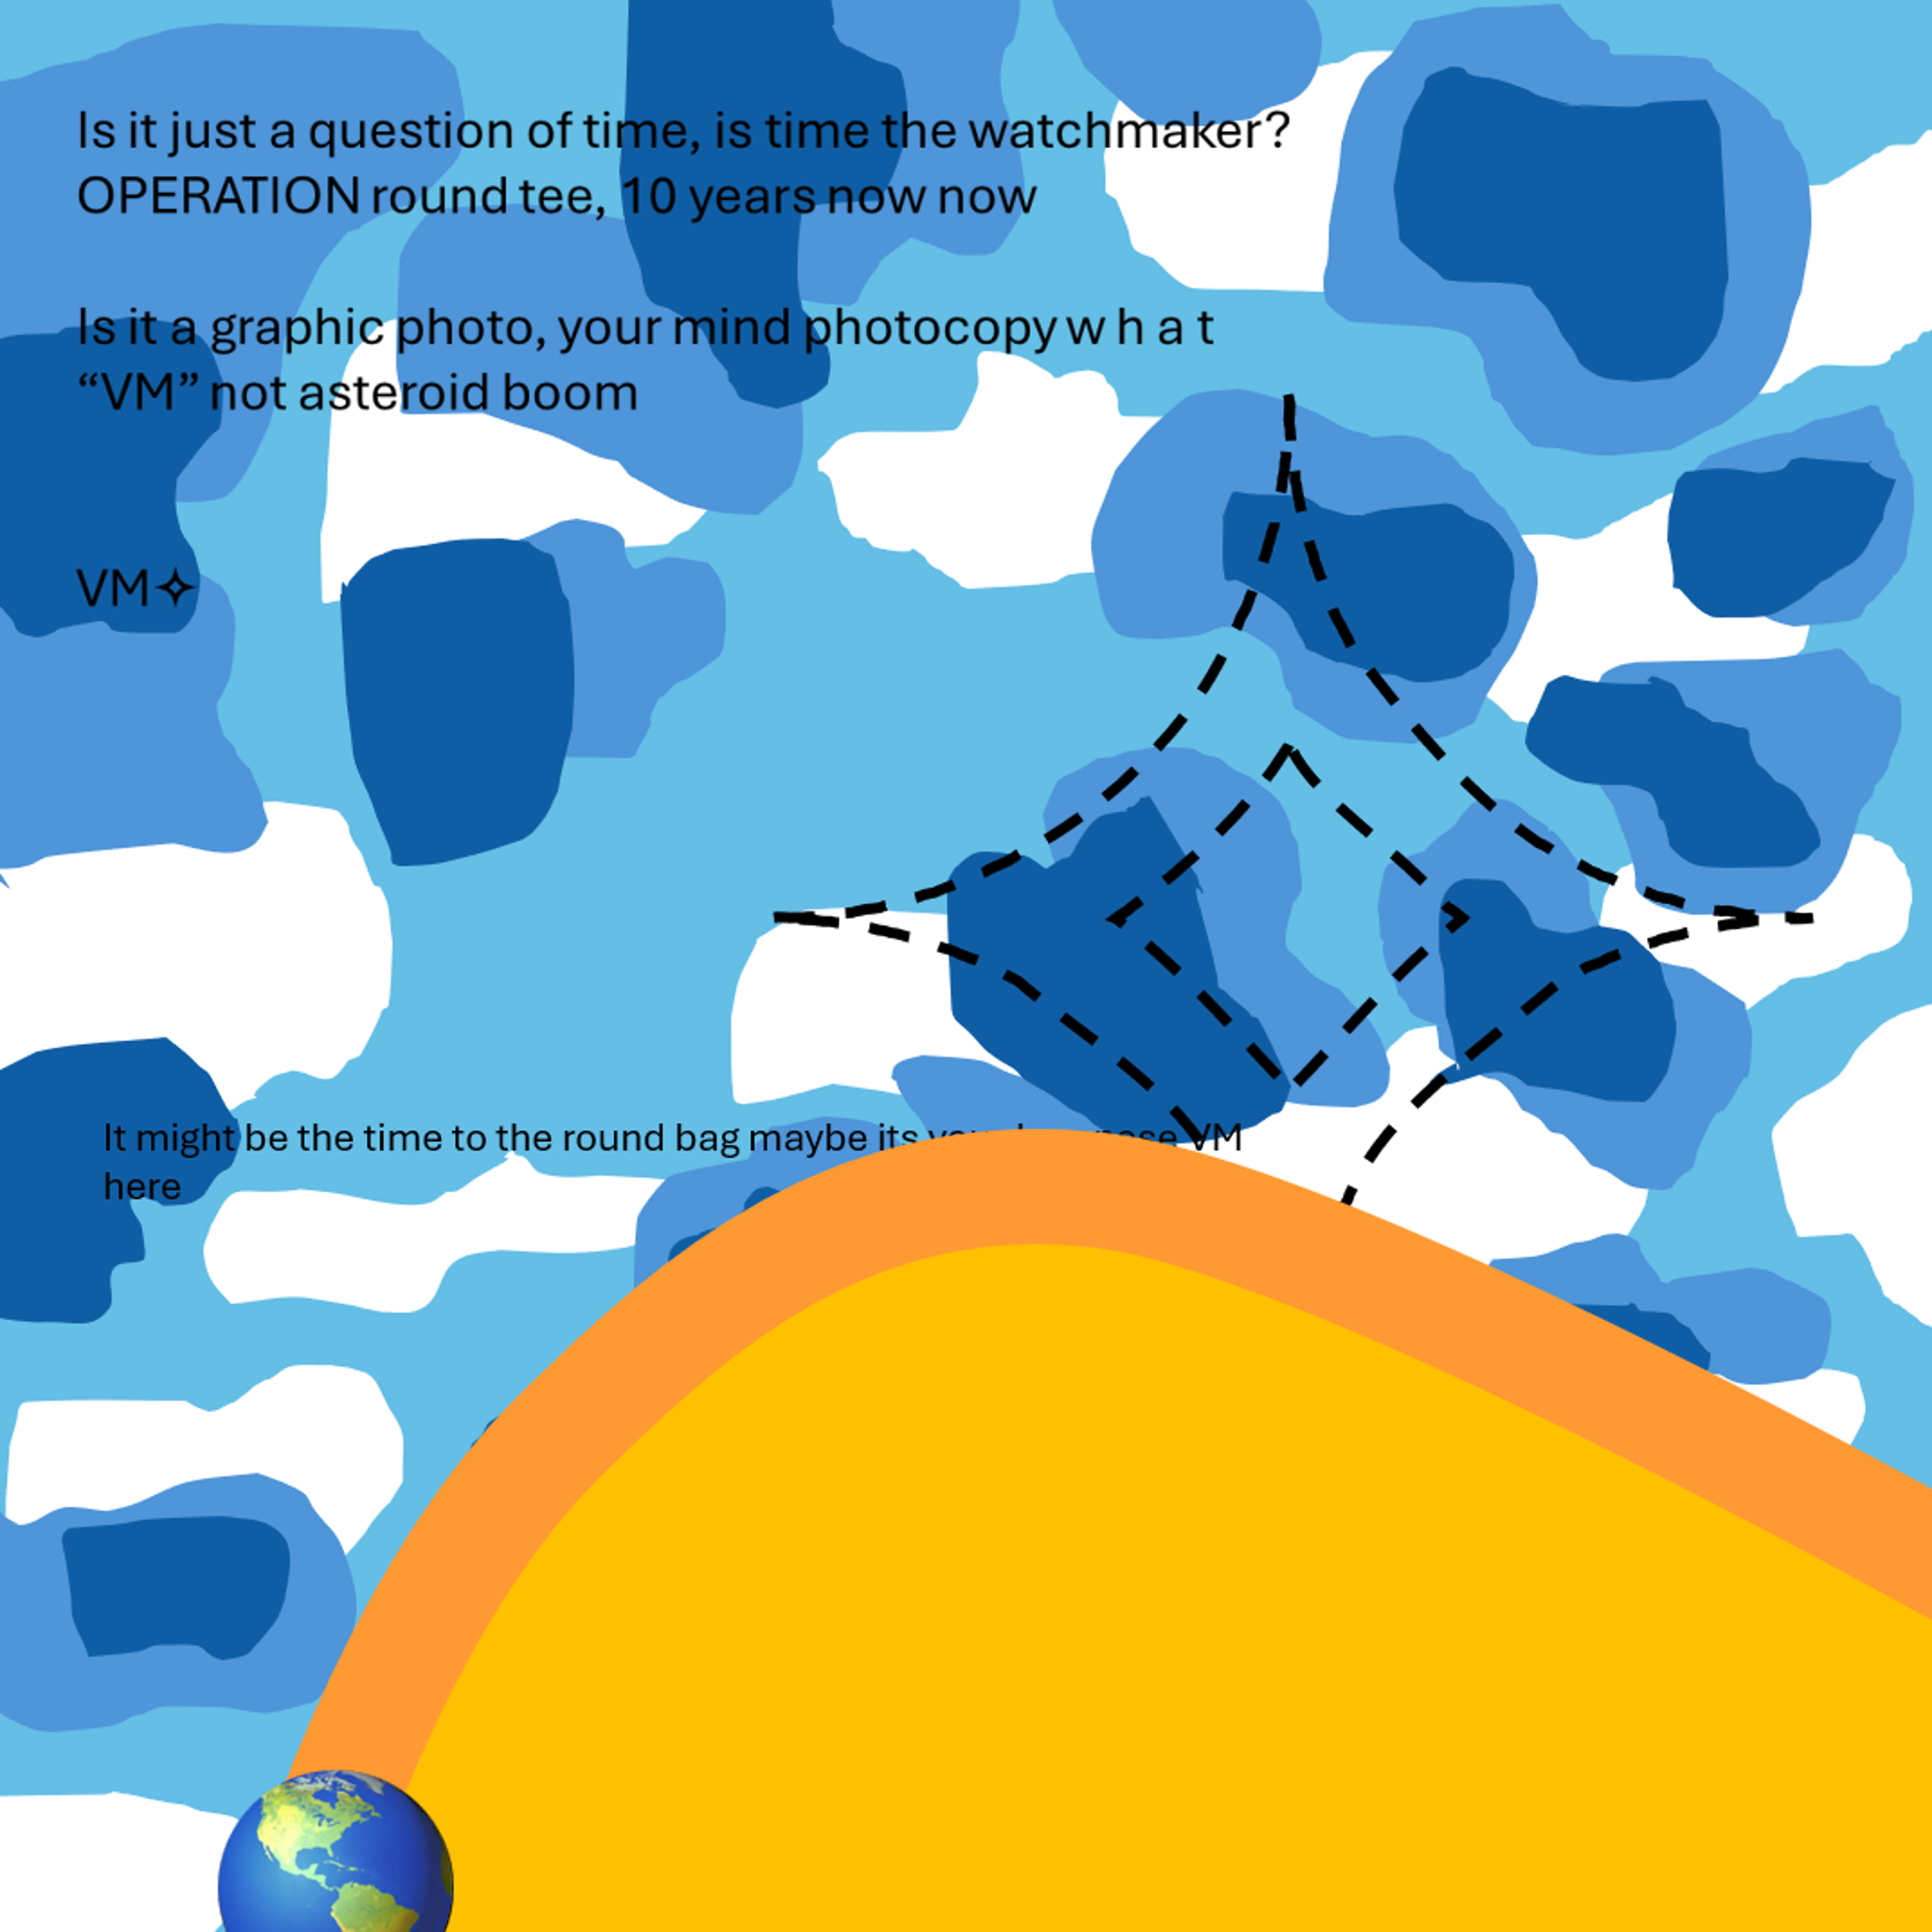 Is it just a question of time, is time the watchmaker?
OPERATION round tee, 10 years now now
Is it a graphic photo, your mind photocopy w h a t
“VM” not asteroid boom
VM✧
It might be the time to the round bag maybe its VM
here